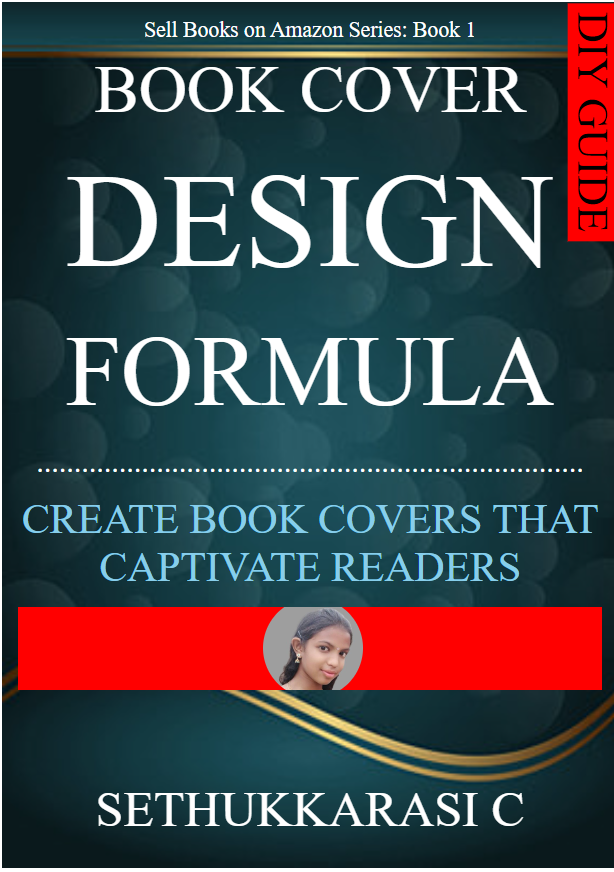 Sell Books on Amazon Series: Book 1
DIY GUIDE
BOOK COVER
DESIGN
FORMULA
CREATE BOOK COVERS THAT
CAPTIVATE READERS
SETHUKKARASI C